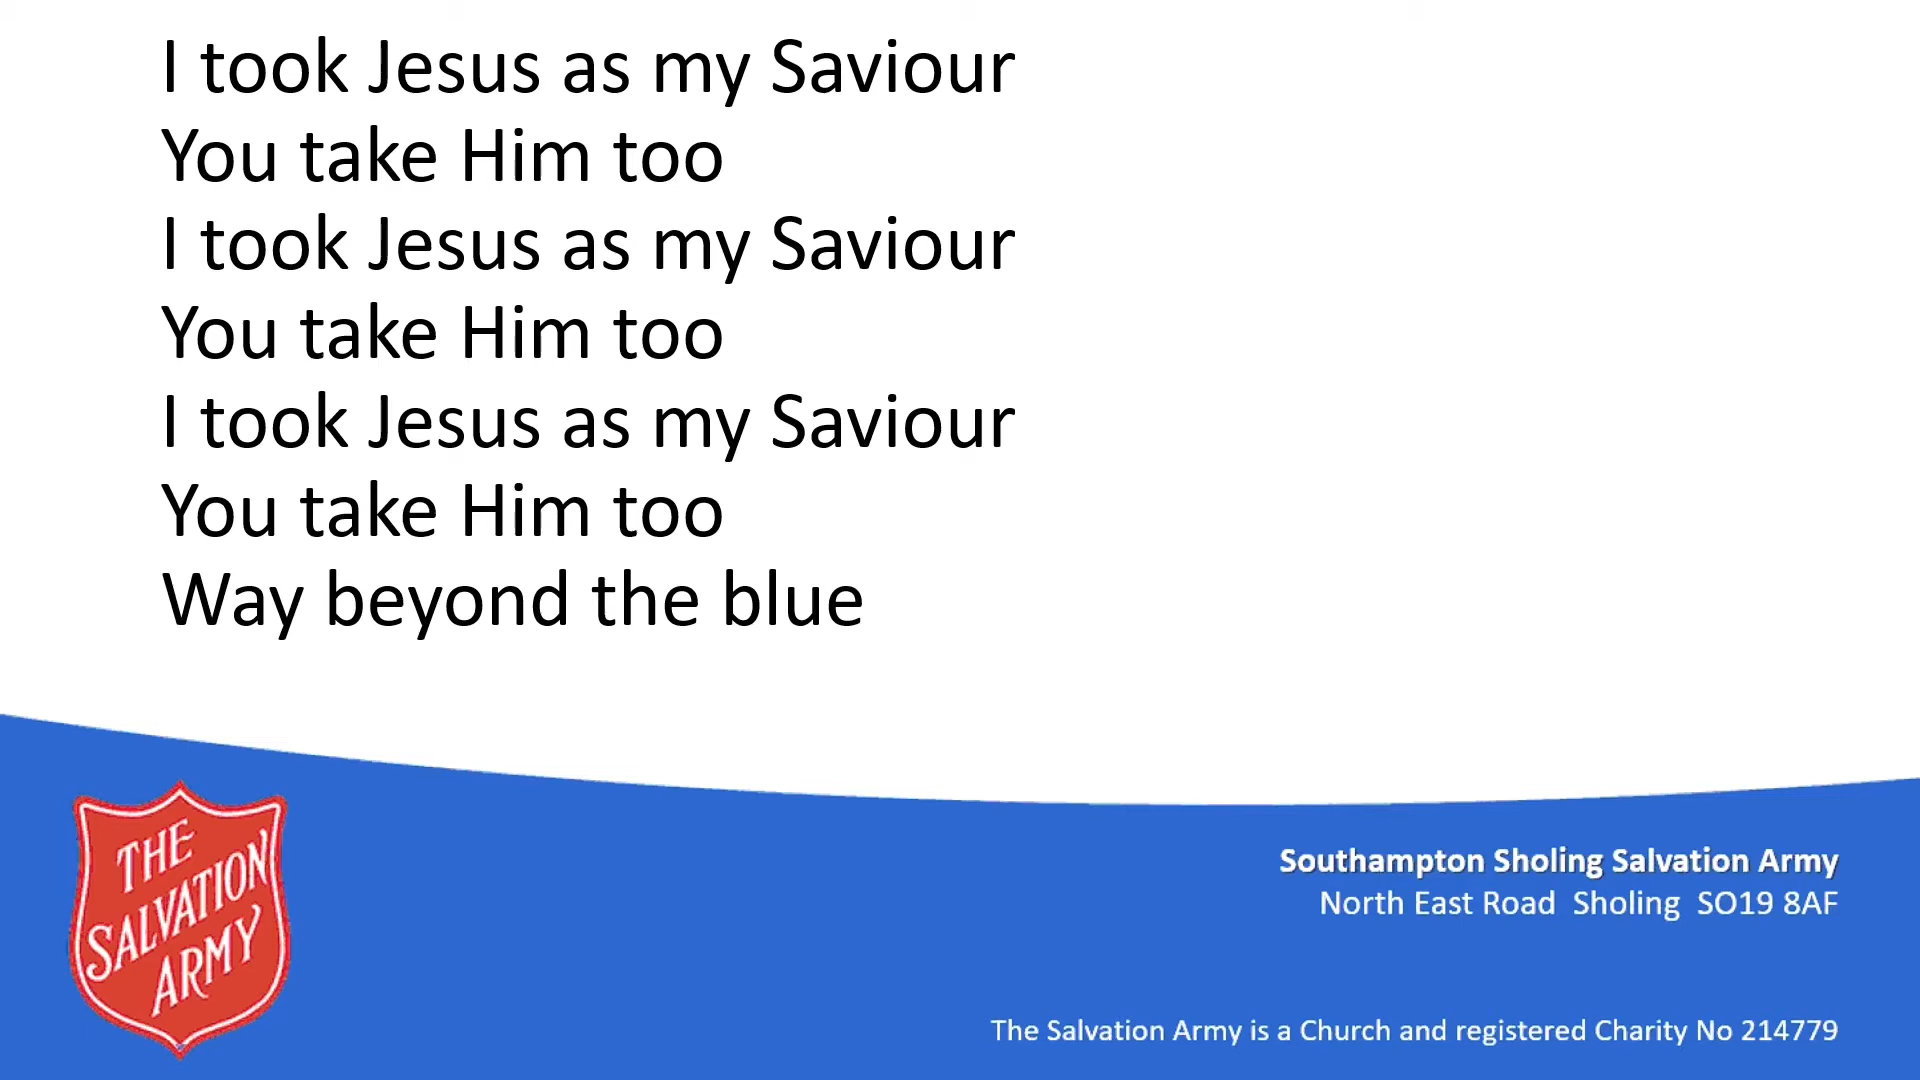 I took Jesus as my Saviour
You take Him too
I took Jesus as my Saviour
You take Him too
I took Jesus as my Saviour
You take Him too
Way beyond the blue
THE
SALVATION
ARMY
Southampton Sholing Salvation Army
North East Road Sholing SO19 8AF
The Salvation Army is a Church and registered Charity No 214779